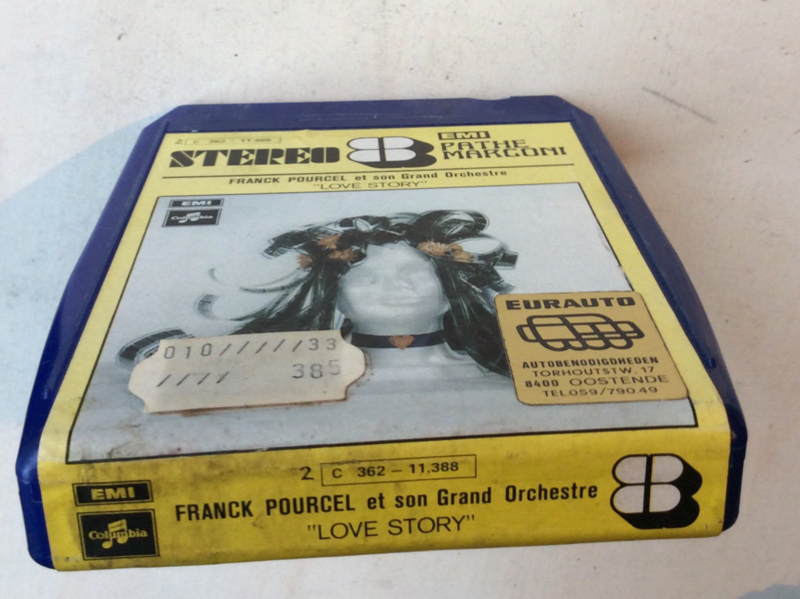 2 C 362 - 11.388
STEREO 8 EMI
PATHE
MARCONI
FRANCK POURCEL et son Grand Orchestre
"LOVE STORY"
EMI
Columbia
EURAUTO
AUTOBENODIGDHEDEN
TORHOUTSTW. 17
8400 OOSTENDE
TEL 059/790.49
010/////33
//// 385
2 C 362 - 11,388
EMI
Columbia
FRANCK POURCEL et son Grand Orchestre
"LOVE STORY"
8